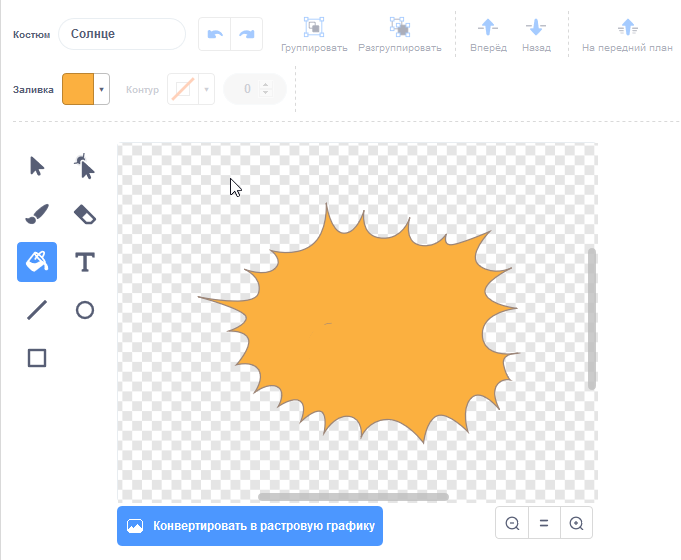 Костюм Солнце
Группировать Разгруппировать Вперёд Назад На передний план
Заливка Контур 0
Конвертировать в растровую графику